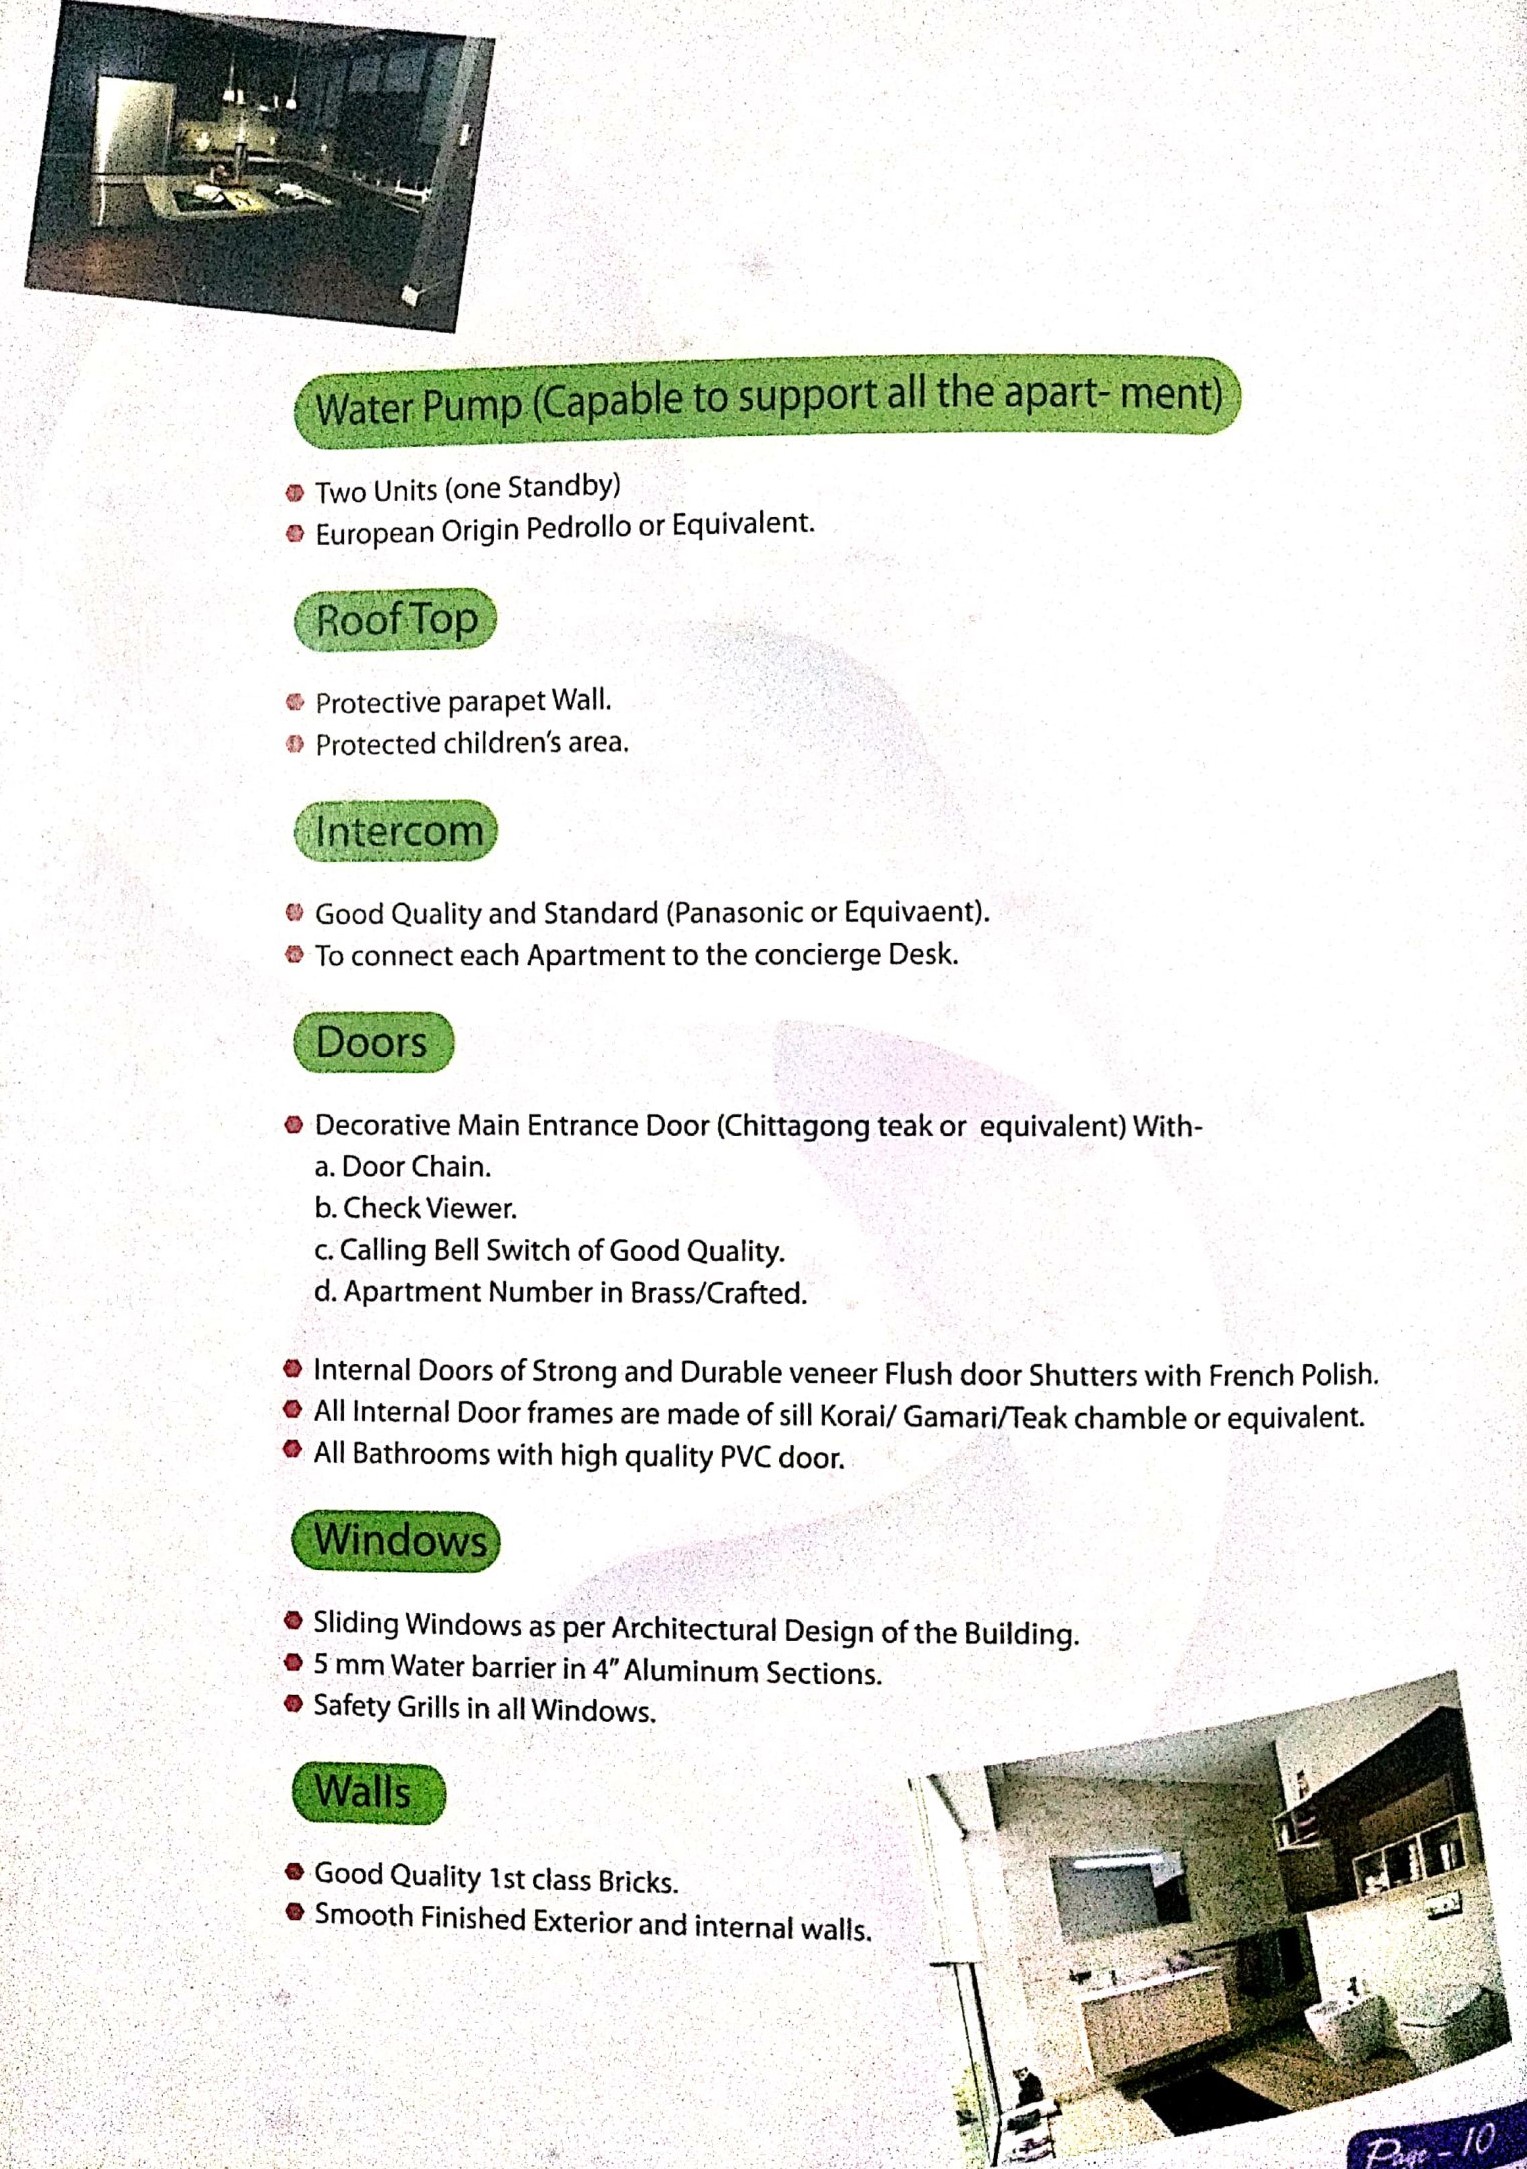 Water Pump (Capable to support all the apart- ment)
Two Units (one Standby)
European Origin Pedrollo or Equivalent.
Roof Top
Protective parapet Wall.
Protected children's area.
Intercom
Good Quality and Standard (Panasonic or Equivaent).
To connect each Apartment to the concierge Desk.
Doors
Decorative Main Entrance Door (Chittagong teak or equivalent) With-
a. Door Chain.
b. Check Viewer.
c. Calling Bell Switch of Good Quality.
d. Apartment Number in Brass/Crafted.
Internal Doors of Strong and Durable veneer Flush door Shutters with French Polish.
All Internal Door frames are made of sill Korai/ Gamari/Teak chamble or equivalent.
All Bathrooms with high quality PVC door.
Windows
Sliding Windows as per Architectural Design of the Building.
5 mm Water barrier in 4” Aluminum Sections.
Safety Grills in all Windows.
Walls
Good Quality 1st class Bricks.
Smooth Finished Exterior and internal walls.
Page - 10